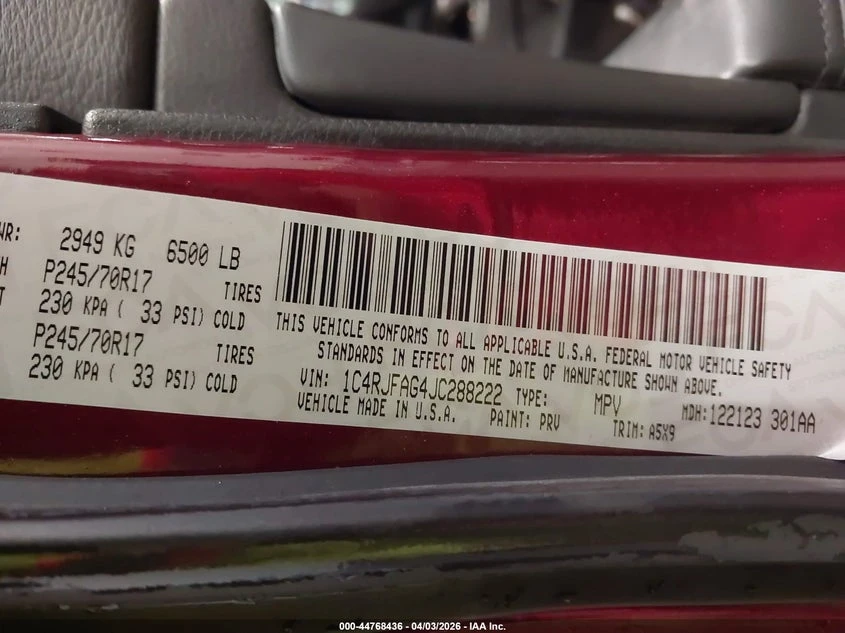 WR: 2949 KG 6500 LB
H P245/70R17 TIRES
T 230 KPA ( 33 PSI) COLD
P245/70R17 TIRES
230 KPA ( 33 PSI) COLD
THIS VEHICLE CONFORMS TO ALL APPLICABLE U.S.A. FEDERAL MOTOR VEHICLE SAFETY
STANDARDS IN EFFECT ON THE DATE OF MANUFACTURE SHOWN ABOVE.
VIN: 1C4RJFAG4JC288222 TYPE: MPV MDH:122123 301AA
VEHICLE MADE IN U.S.A. PAINT: PRV TRIM: A5X9
000-44768436 - 04/03/2026 - IAA Inc.